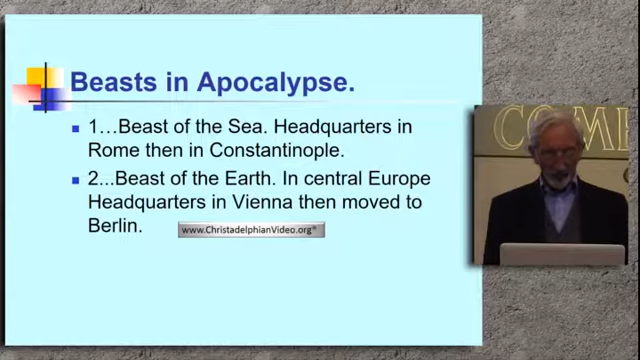 Beasts in Apocalypse.
1…Beast of the Sea. Headquarters in
Rome then in Constantinople.
2...Beast of the Earth. In central Europe
Headquarters in Vienna then moved to
Berlin.
www.ChristadelphianVideo.org®